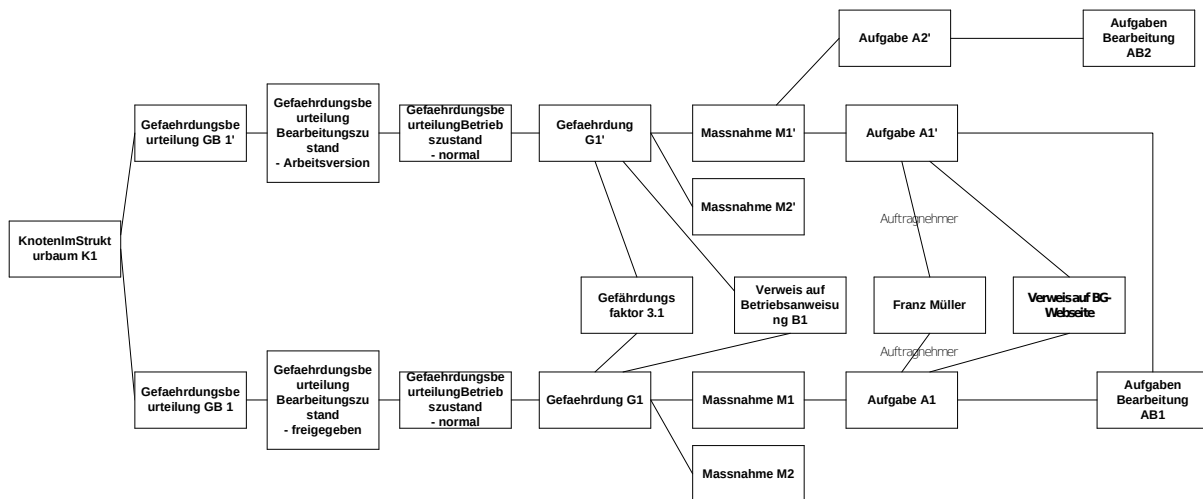 Aufgabe A2'
Aufgaben
Bearbeitung
AB2
Gefaehrdungsbe
urteilung GB 1'
Gefaehrdungsbe
urteilung
Bearbeitungszu
stand
- Arbeitsversion
Gefaehrdungsbe
urteilungBetrieb
szustand
- normal
Gefaehrdung
G1'
Massnahme M1'
Aufgabe A1'
Massnahme M2'
Auftragnehmer
KnotenImStrukt
urbaum K1
Gefährdungs
faktor 3.1
Verweis auf
Betriebsanweisu
ng B1
Franz Müller
Verweis auf BG-
Webseite
Auftragnehmer
Gefaehrdungsbe
urteilung GB 1
Gefaehrdungsbe
urteilung
Bearbeitungszu
stand
- freigegeben
Gefaehrdungsbe
urteilungBetrieb
szustand
- normal
Gefaehrdung G1
Massnahme M1
Aufgabe A1
Aufgaben
Bearbeitung
AB1
Massnahme M2